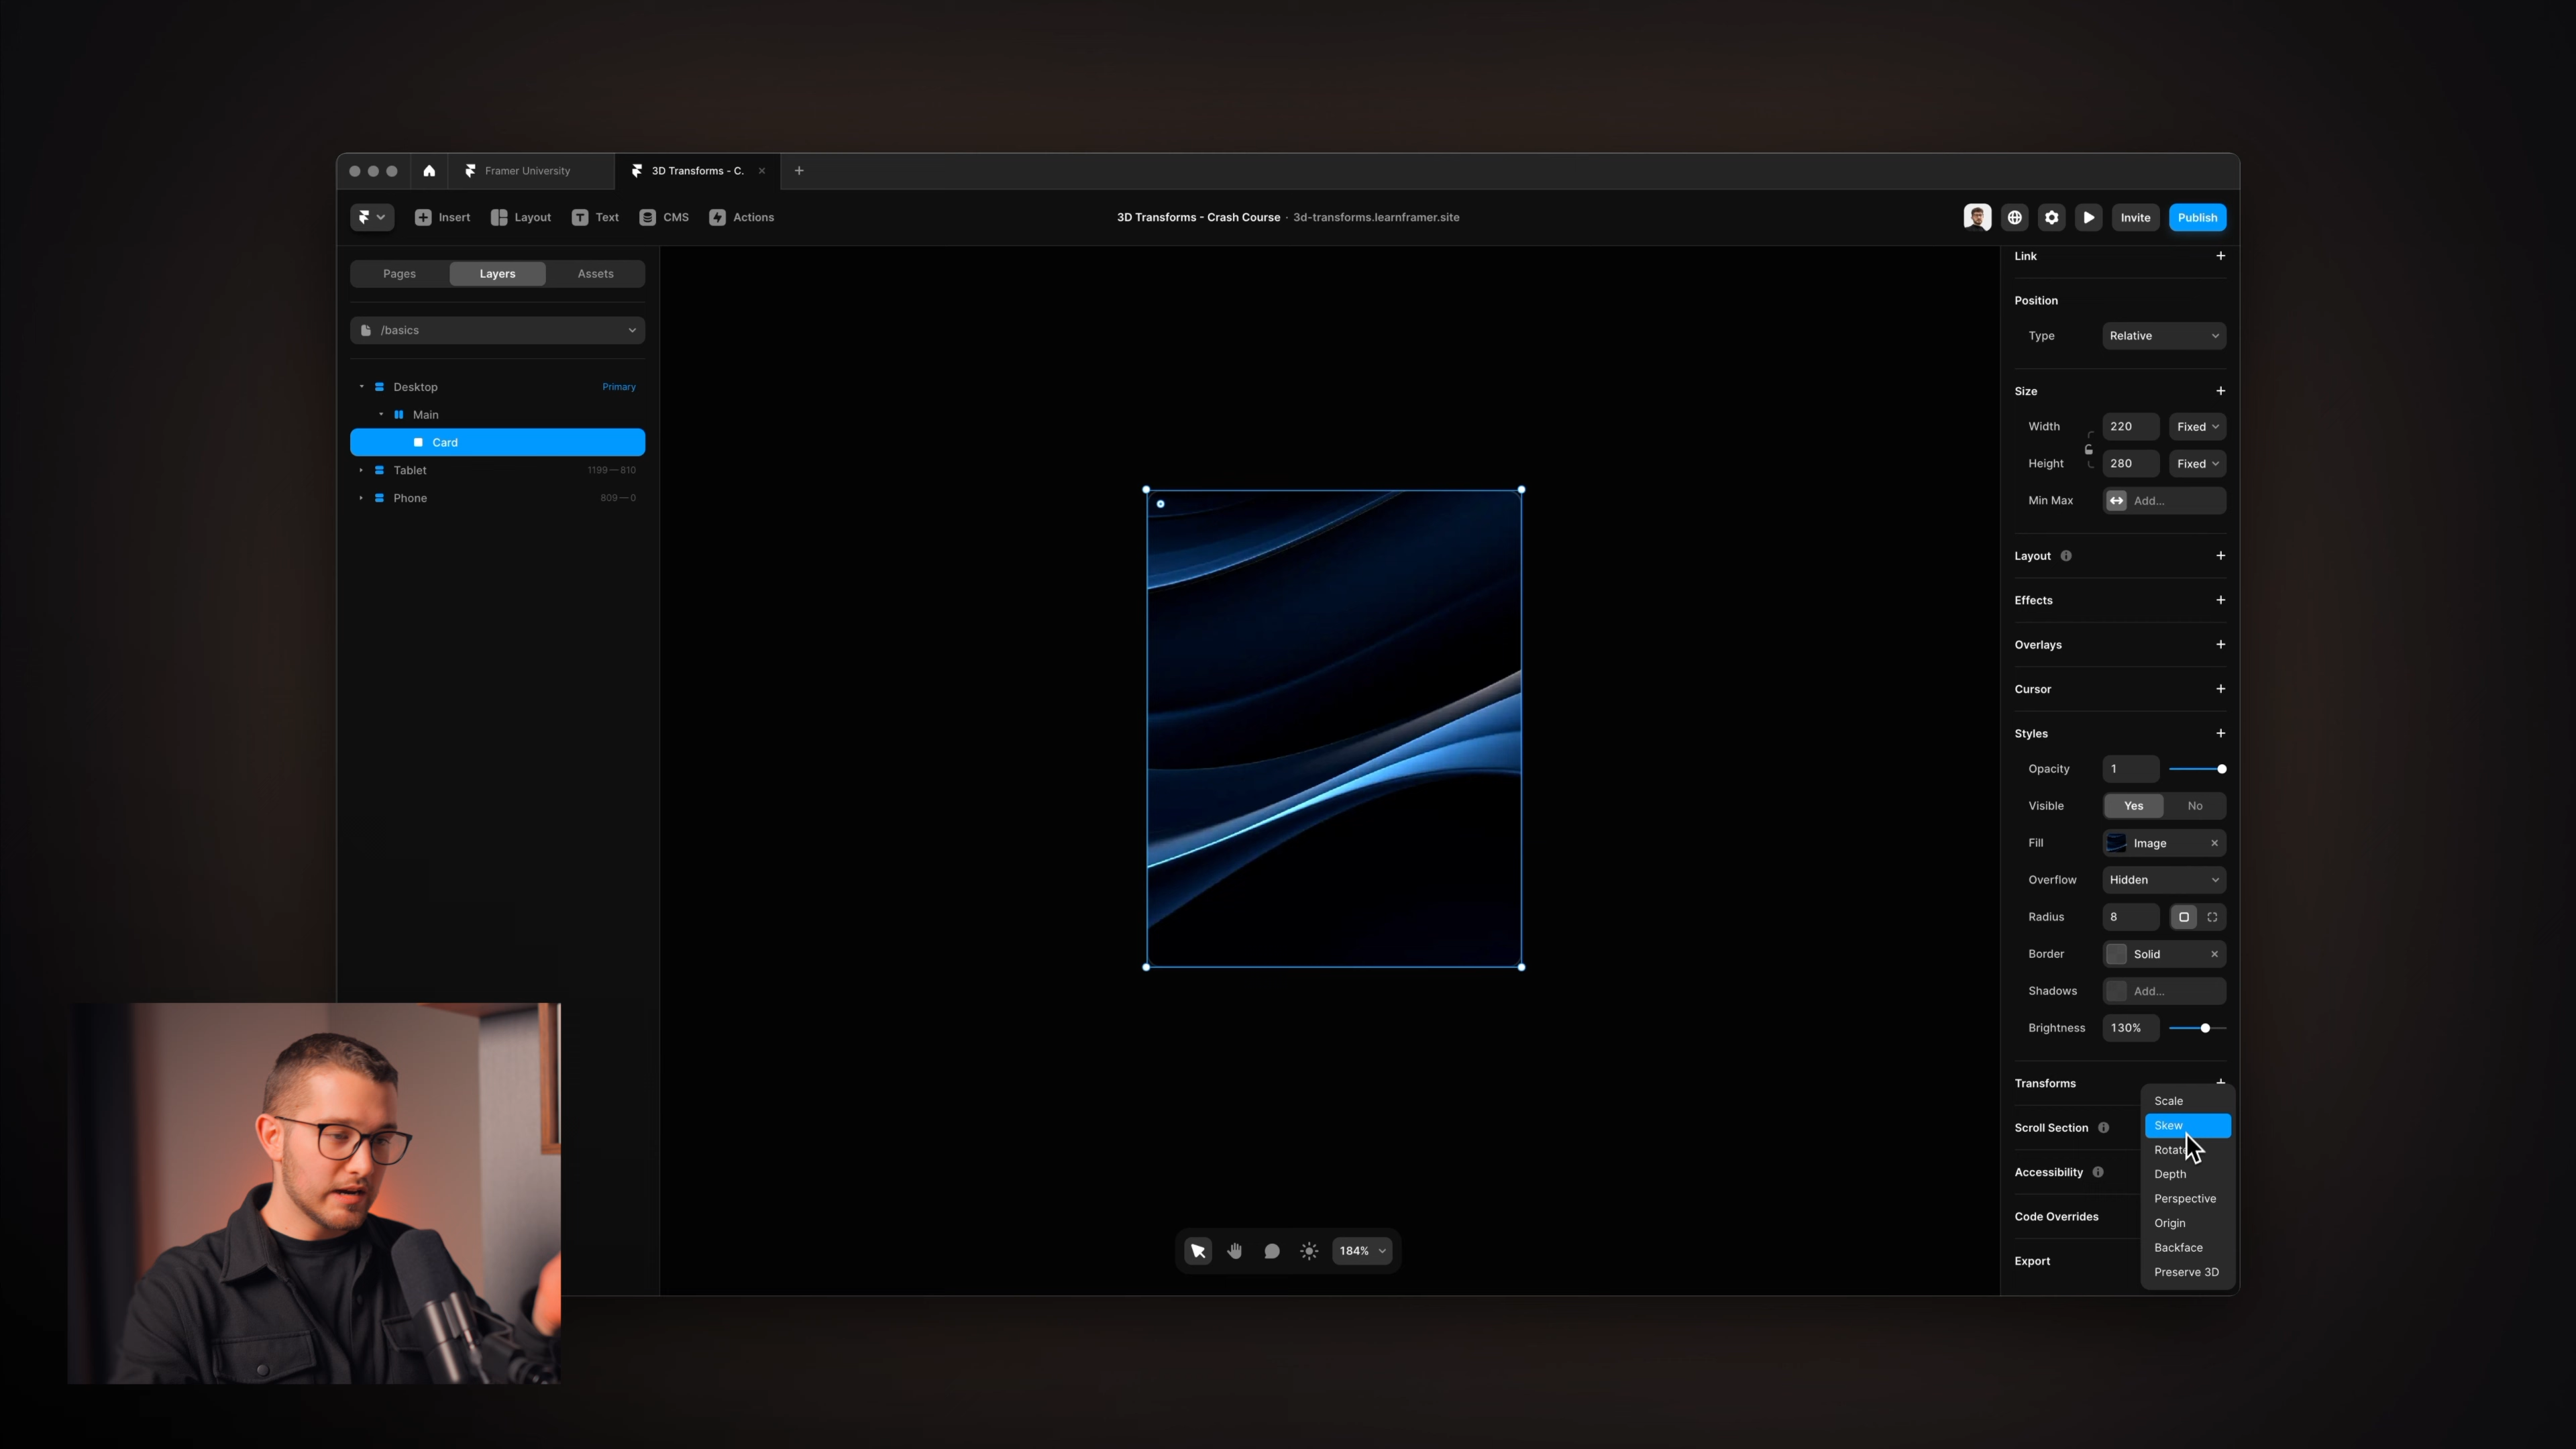 Framer University
3D Transforms - C.
Insert
Layout
Text
CMS
Actions
3D Transforms - Crash Course · 3d-transforms.learnframer.site
Invite
Publish
Pages
Layers
Assets
/basics
Desktop
Primary
Main
Card
Tablet
1199—810
Phone
809—0
Link
Position
Type
Relative
Size
Width
220
Fixed
Height
280
Fixed
Min Max
Add...
Layout
Effects
Overlays
Cursor
Styles
Opacity
1
Visible
Yes
No
Fill
Image
Overflow
Hidden
Radius
8
Border
Solid
Shadows
Add...
Brightness
130%
Transforms
Scroll Section
Accessibility
Code Overrides
Export
Scale
Skew
Rotate
Depth
Perspective
Origin
Backface
Preserve 3D
184%